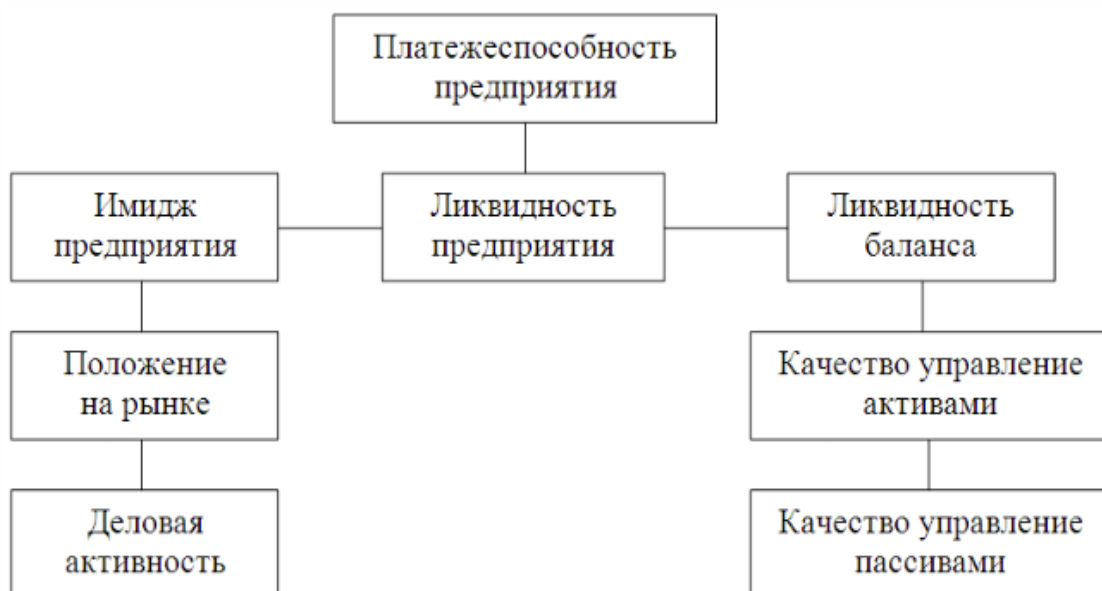 Платежеспособность
предприятия
Имидж
предприятия
Ликвидность
предприятия
Ликвидность
баланса
Положение
на рынке
Качество управление
активами
Деловая
активность
Качество управление
пассивами